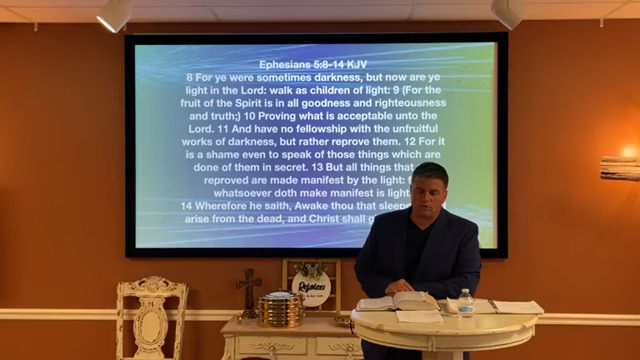 Ephesians 5:8-14 KJV
8 For ye were sometimes darkness, but now are ye
light in the Lord: walk as children of light: 9 (For the
fruit of the Spirit is in all goodness and righteousness
and truth;) 10 Proving what is acceptable unto the
Lord. 11 And have no fellowship with the unfruitful
works of darkness, but rather reprove them. 12 For it
is a shame even to speak of those things which are
done of them in secret. 13 But all things that
reproved are made manifest by the light:
whatsoever doth make manifest is light.
14 Wherefore he saith, Awake thou that
arise from the dead, and Christ shall
Rejoice